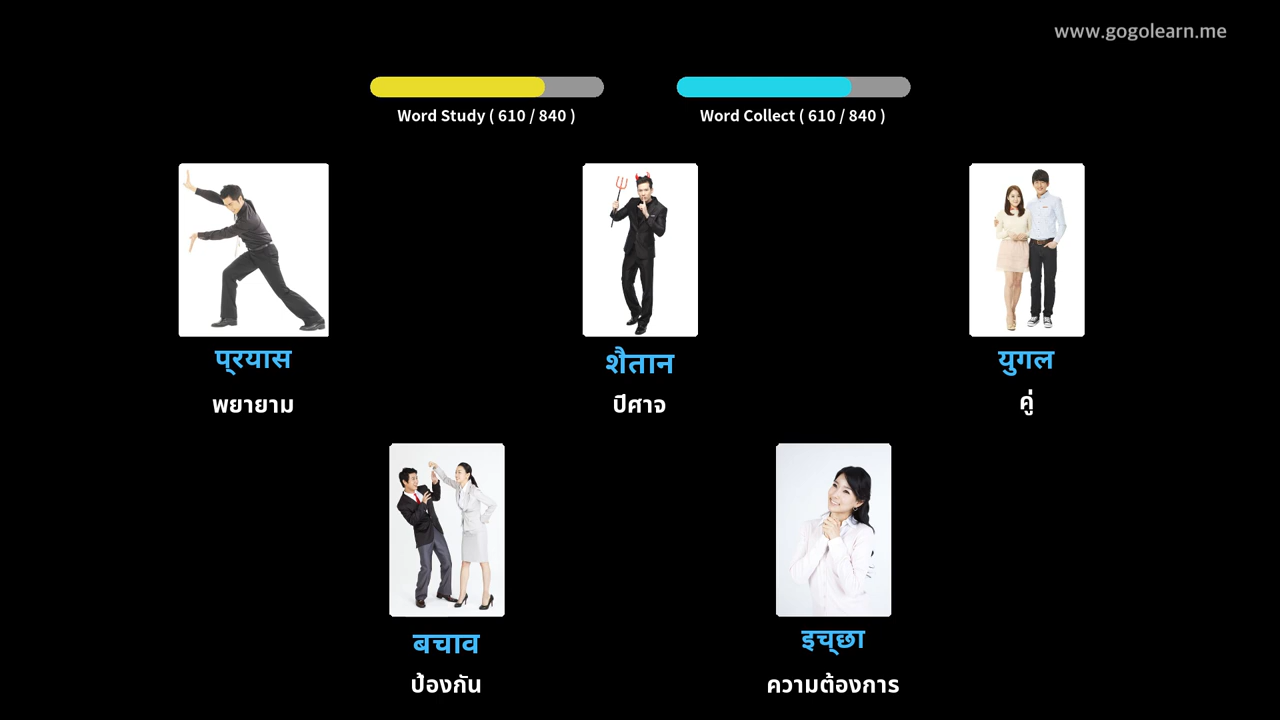 www.gogolearn.me
Word Study ( 610 / 840 )
Word Collect ( 610 / 840 )
प्रयास
शैतान
युगल
พยายาม
ปีศาจ
คู่
बचाव
इच्छा
ป้องกัน
ความต้องการ